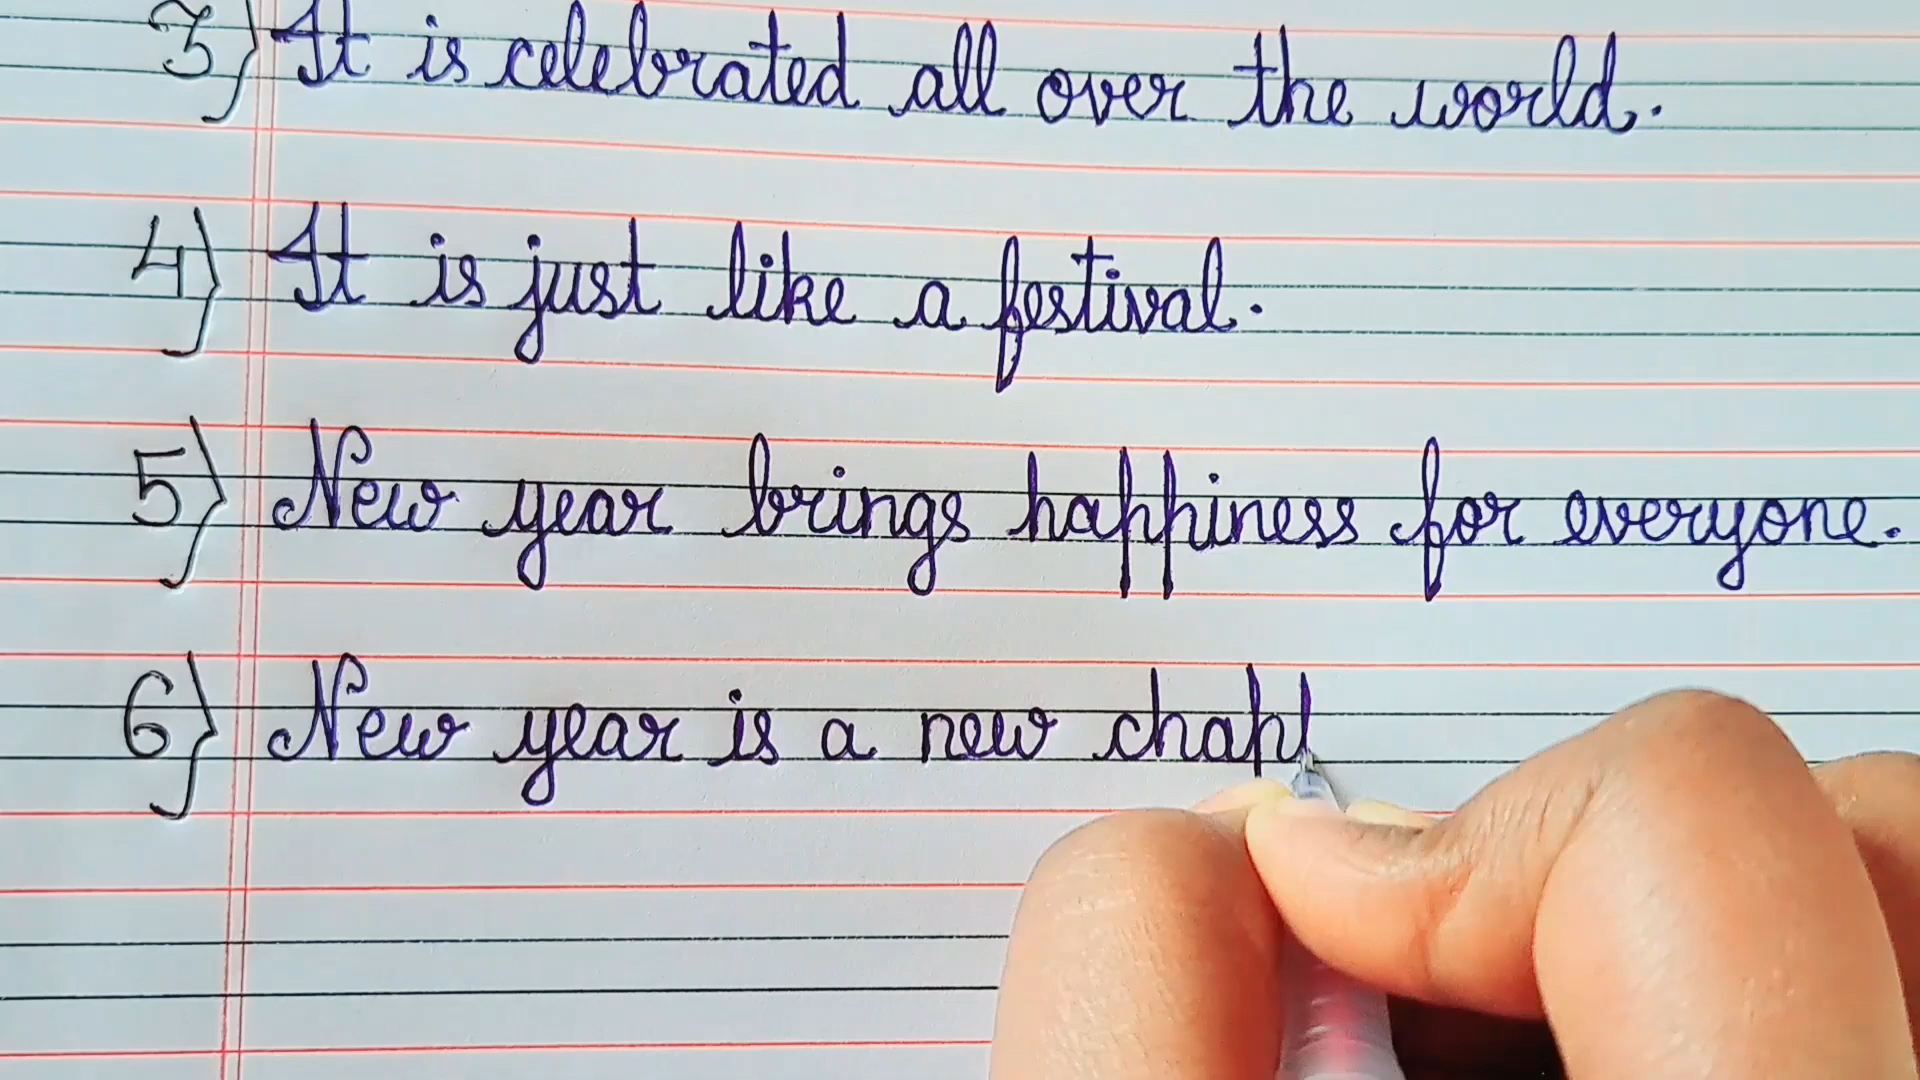 3) It is celebrated all over the world.
4) It is just like a festival.
5) New year brings happiness for everyone.
6) New year is a new chapt